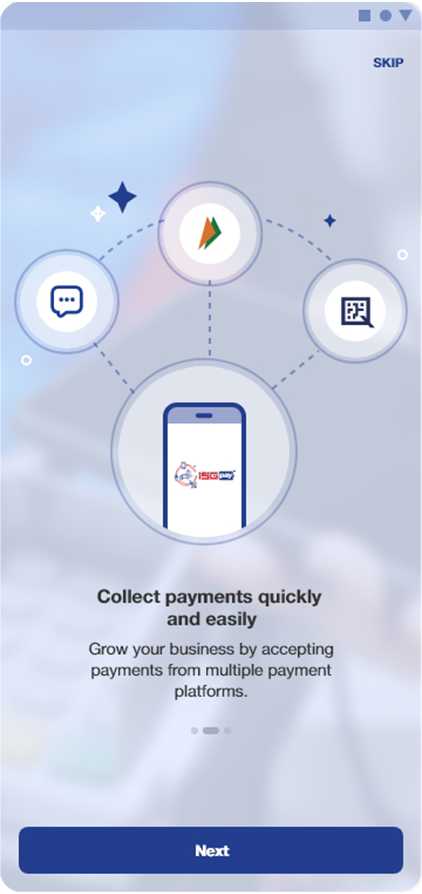 SKIP
ISG pay
Collect payments quickly
and easily
Grow your business by accepting
payments from multiple payment
platforms.
Next